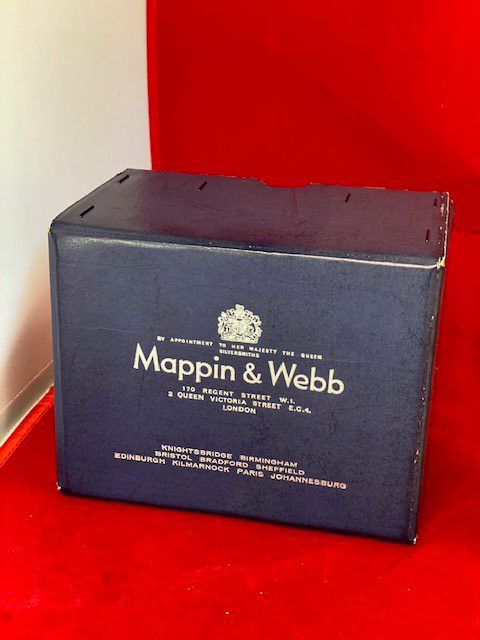 BY APPOINTMENT TO HER MAJESTY THE QUEEN
SILVERSMITHS
Mappin & Webb
170 REGENT STREET W.1.
2 QUEEN VICTORIA STREET E.C.4.
LONDON
KNIGHTSBRIDGE BIRMINGHAM
BRISTOL BRADFORD SHEFFIELD
EDINBURGH KILMARNOCK PARIS JOHANNESBURG